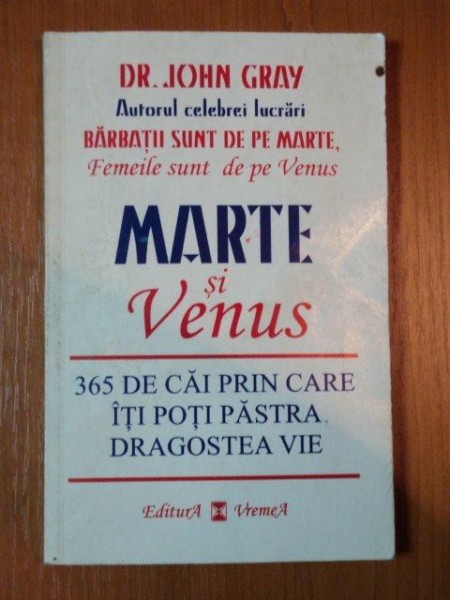 DR. JOHN GRAY
Autorul celebrei lucrări
BĂRBAȚII SUNT DE PE MARTE,
Femeile sunt de pe Venus
MARTE
și
Venus
365 DE CĂI PRIN CARE
ÎȚI POȚI PĂSTRA
DRAGOSTEA VIE
EditurA VremeA